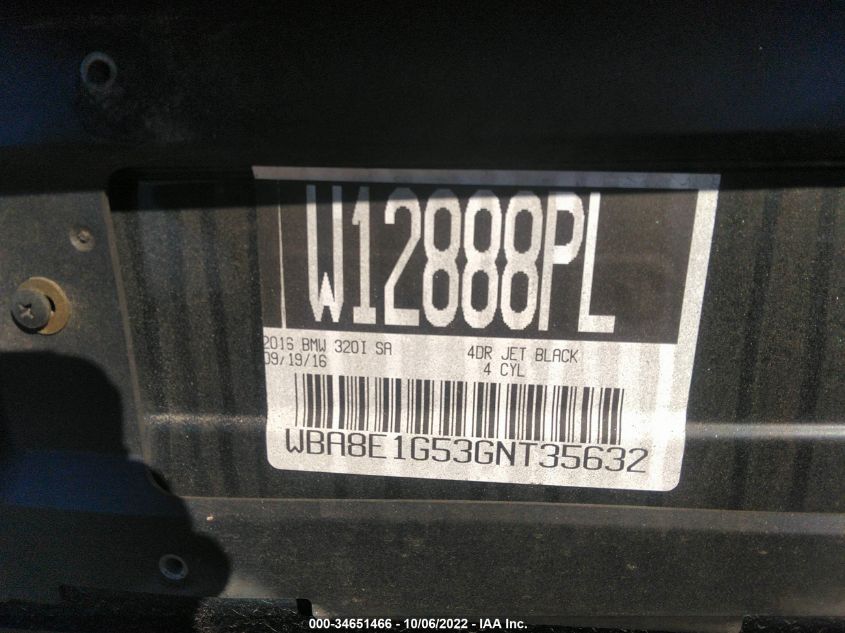 W12888PL
2016 BMW 320I SA 4DR JET BLACK
09/19/16 4 CYL
WBA8E1G53GNT35632
000-34651466 - 10/06/2022 - IAA Inc.